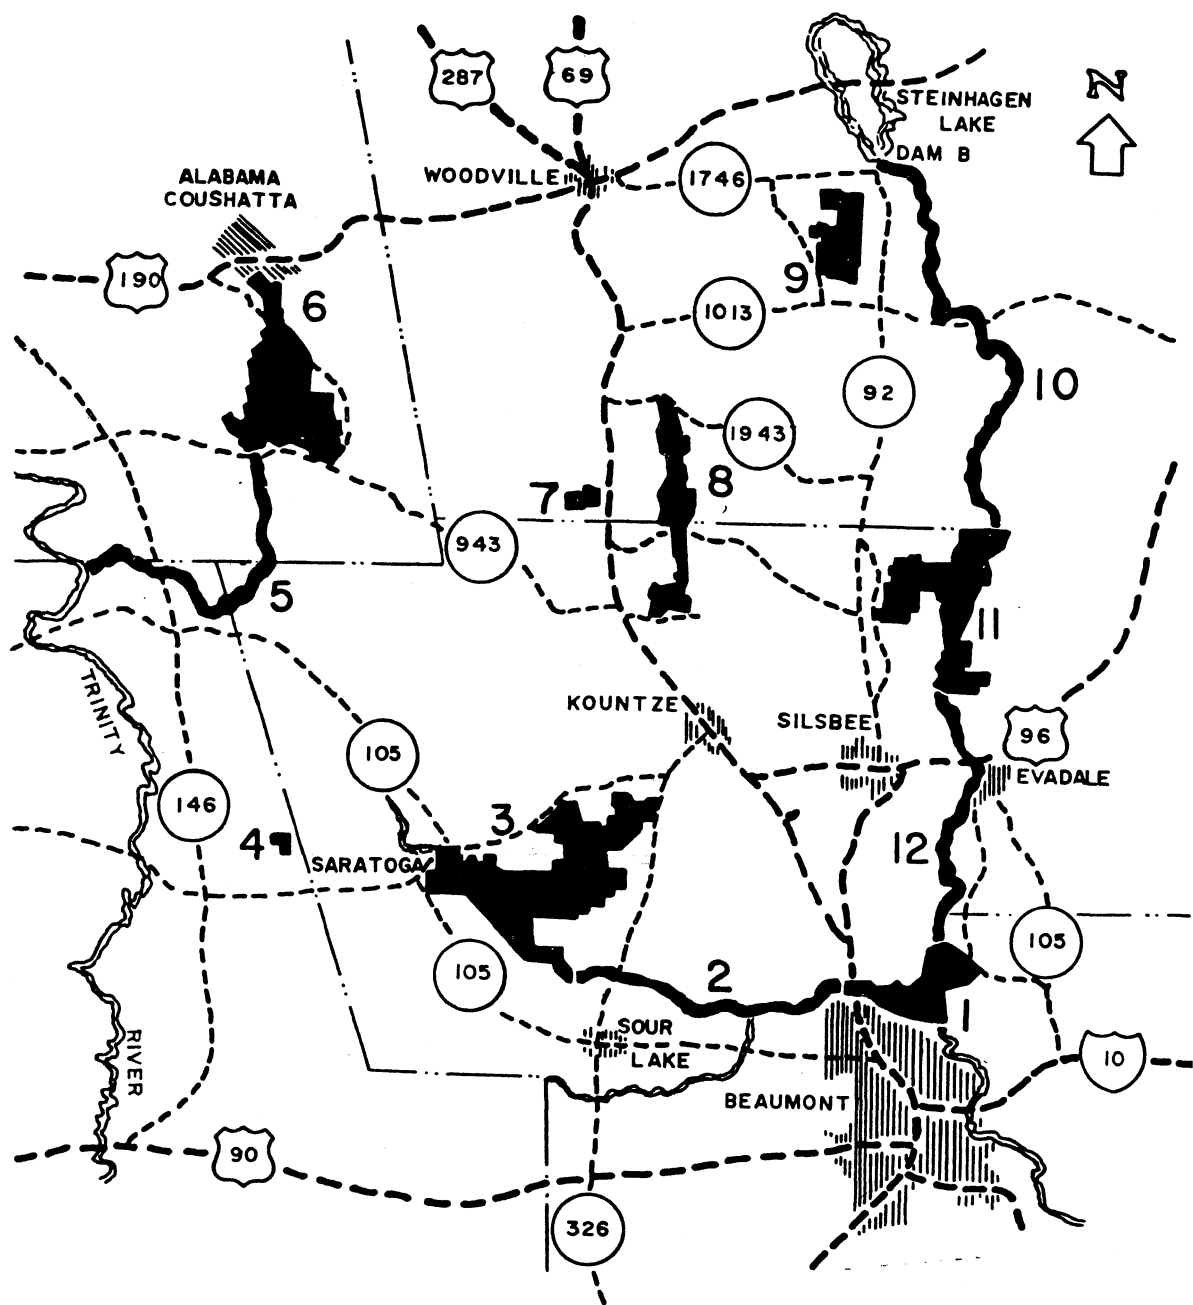 287
69
N
STEINHAGEN
LAKE
DAM B
ALABAMA
COUSHATTA
WOODVILLE
1746
190
6
9
1013
10
92
1943
7
8
943
5
11
TRINITY
KOUNTZE
SILSBEE
96
EVADALE
105
146
3
4
SARATOGA
12
105
105
2
1
SOUR
LAKE
10
RIVER
BEAUMONT
90
326